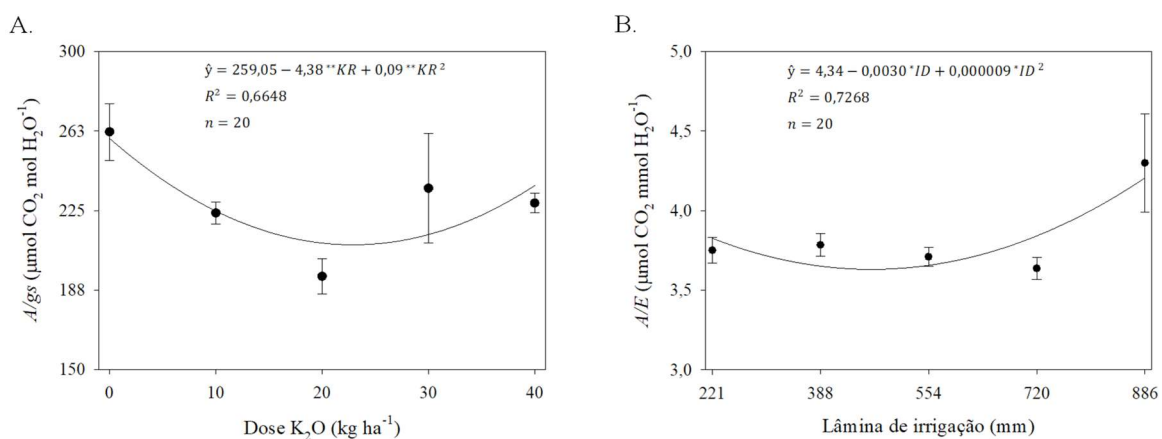 A.
300
263
225
188
150
A/gs (µmol CO₂ mol H₂O⁻¹)
ŷ = 259,05 − 4,38 **KR + 0,09 **KR²
R² = 0,6648
n = 20
0 10 20 30 40
Dose K₂O (kg ha⁻¹)
B.
5,0
4,5
4,0
3,5
3,0
A/E (µmol CO₂ mmol H₂O⁻¹)
ŷ = 4,34 − 0,0030 *ID + 0,000009 *ID²
R² = 0,7268
n = 20
221 388 554 720 886
Lâmina de irrigação (mm)